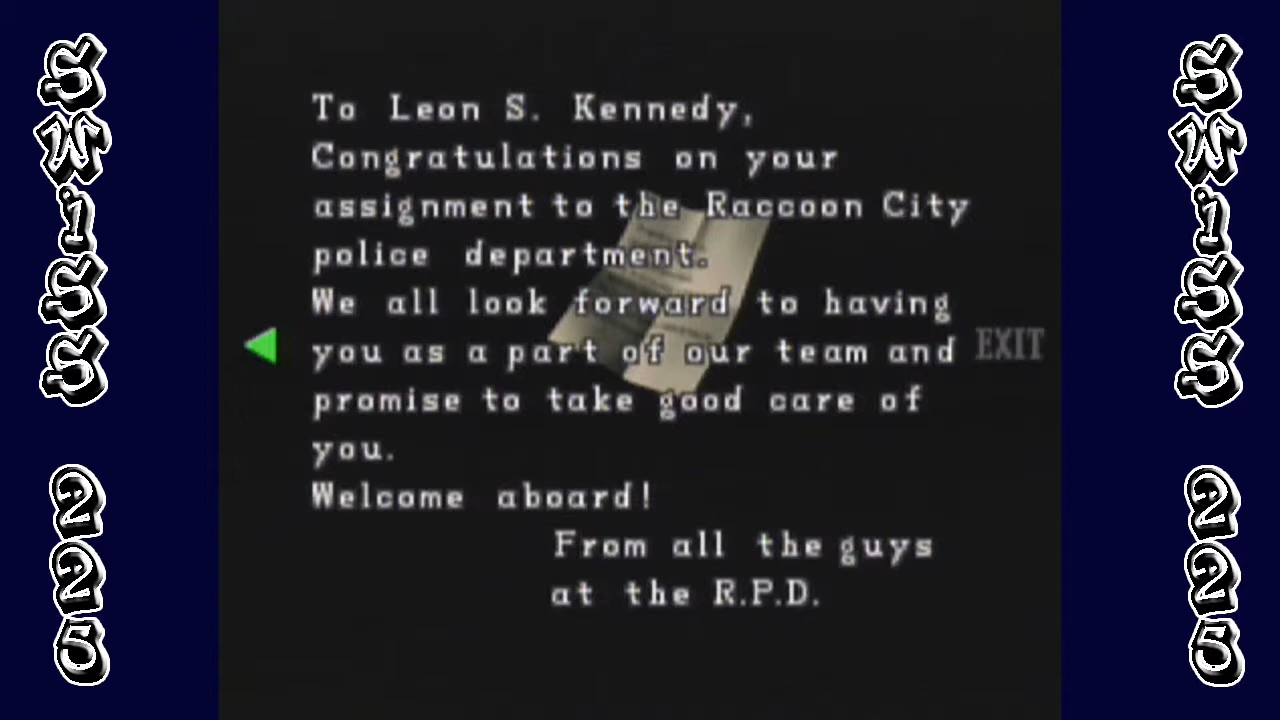 SWiSS 225
To Leon S. Kennedy,
Congratulations on your
assignment to the Raccoon City
police department.
We all look forward to having
you as a part of our team and
promise to take good care of
you.
Welcome aboard!
From all the guys
at the R.P.D.
EXIT
SWiSS 225